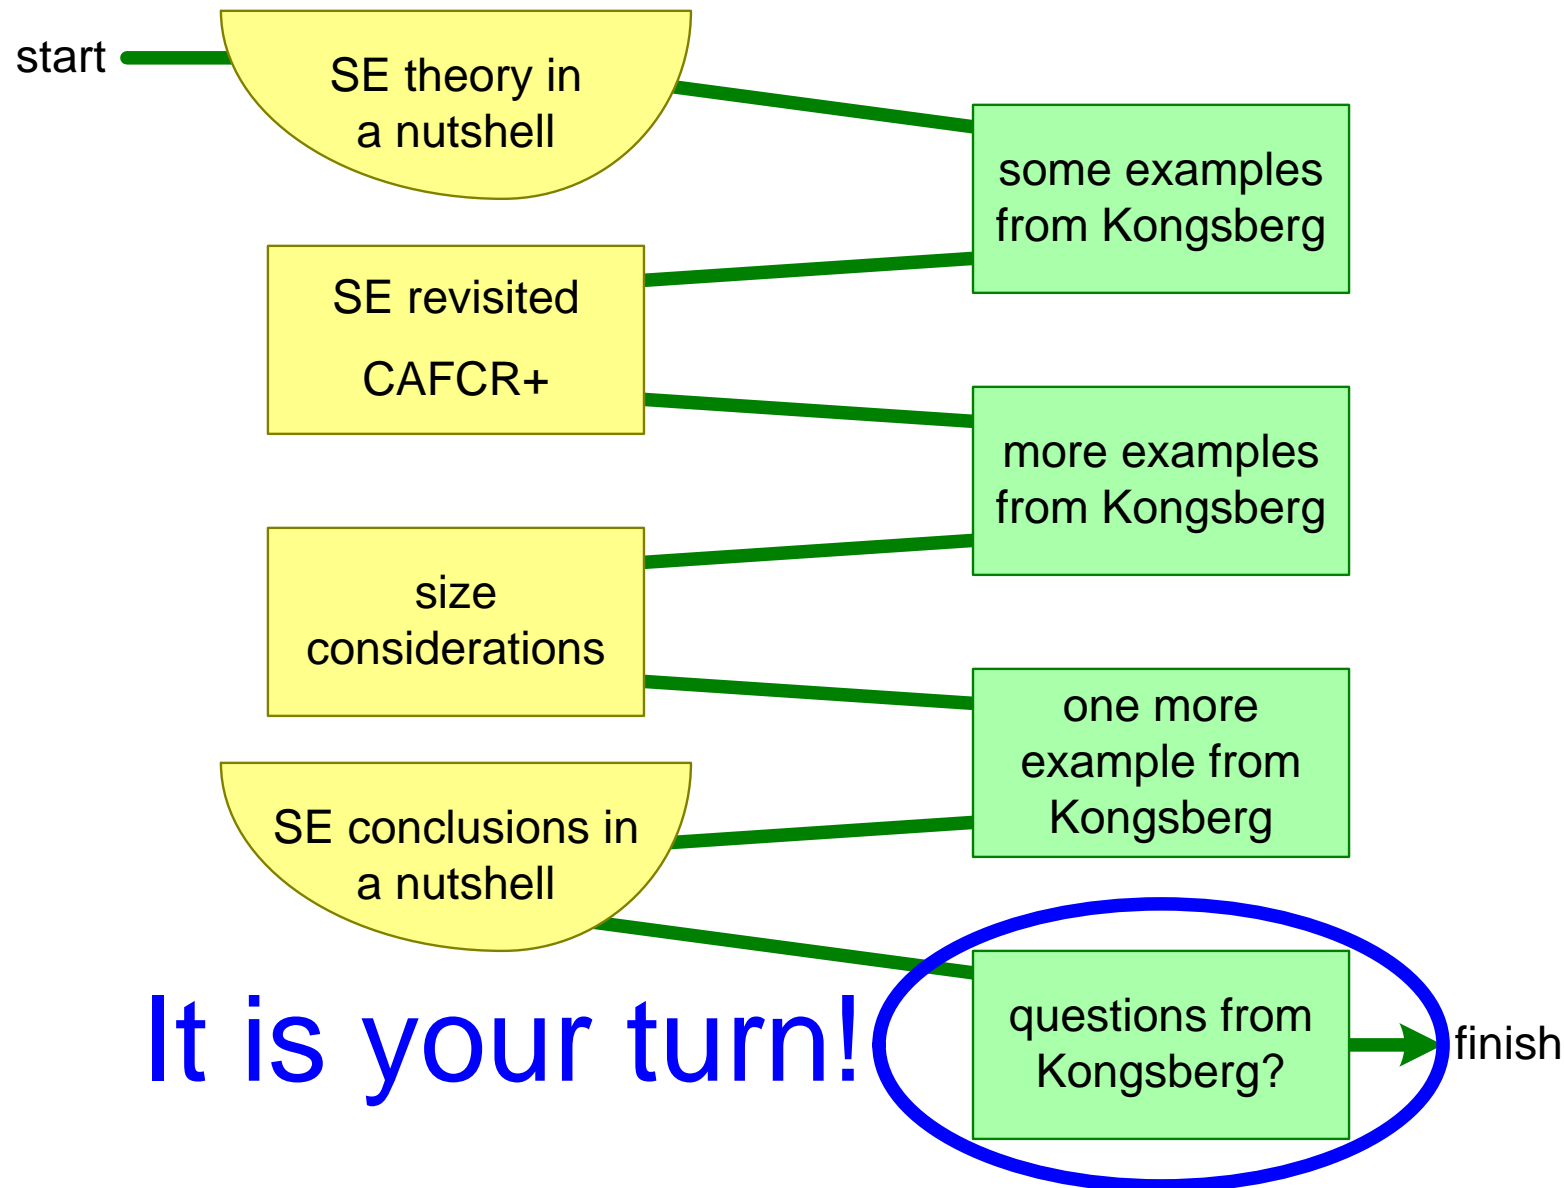 start
SE theory in
a nutshell
some examples
from Kongsberg
SE revisited
CAFCR+
more examples
from Kongsberg
size
considerations
one more
example from
Kongsberg
SE conclusions in
a nutshell
It is your turn!
questions from
Kongsberg?
finish